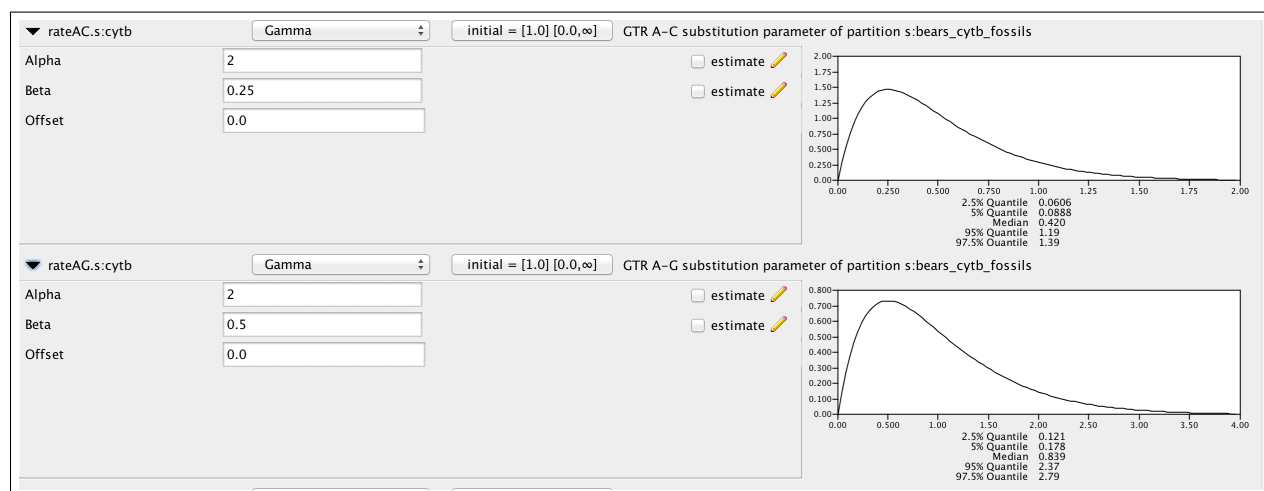 rateAC.s:cytb Gamma initial = [1.0] [0.0,∞] GTR A-C substitution parameter of partition s:bears_cytb_fossils
Alpha 2 estimate
Beta 0.25 estimate
Offset 0.0
2.00
1.75
1.50
1.25
1.00
0.750
0.500
0.250
0.00
0.00 0.250 0.500 0.750 1.00 1.25 1.50 1.75 2.00
2.5% Quantile 0.0606
5% Quantile 0.0888
Median 0.420
95% Quantile 1.19
97.5% Quantile 1.39
rateAG.s:cytb Gamma initial = [1.0] [0.0,∞] GTR A-G substitution parameter of partition s:bears_cytb_fossils
Alpha 2 estimate
Beta 0.5 estimate
Offset 0.0
0.800
0.700
0.600
0.500
0.400
0.300
0.200
0.100
0.00
0.00 0.500 1.00 1.50 2.00 2.50 3.00 3.50 4.00
2.5% Quantile 0.121
5% Quantile 0.178
Median 0.839
95% Quantile 2.37
97.5% Quantile 2.79